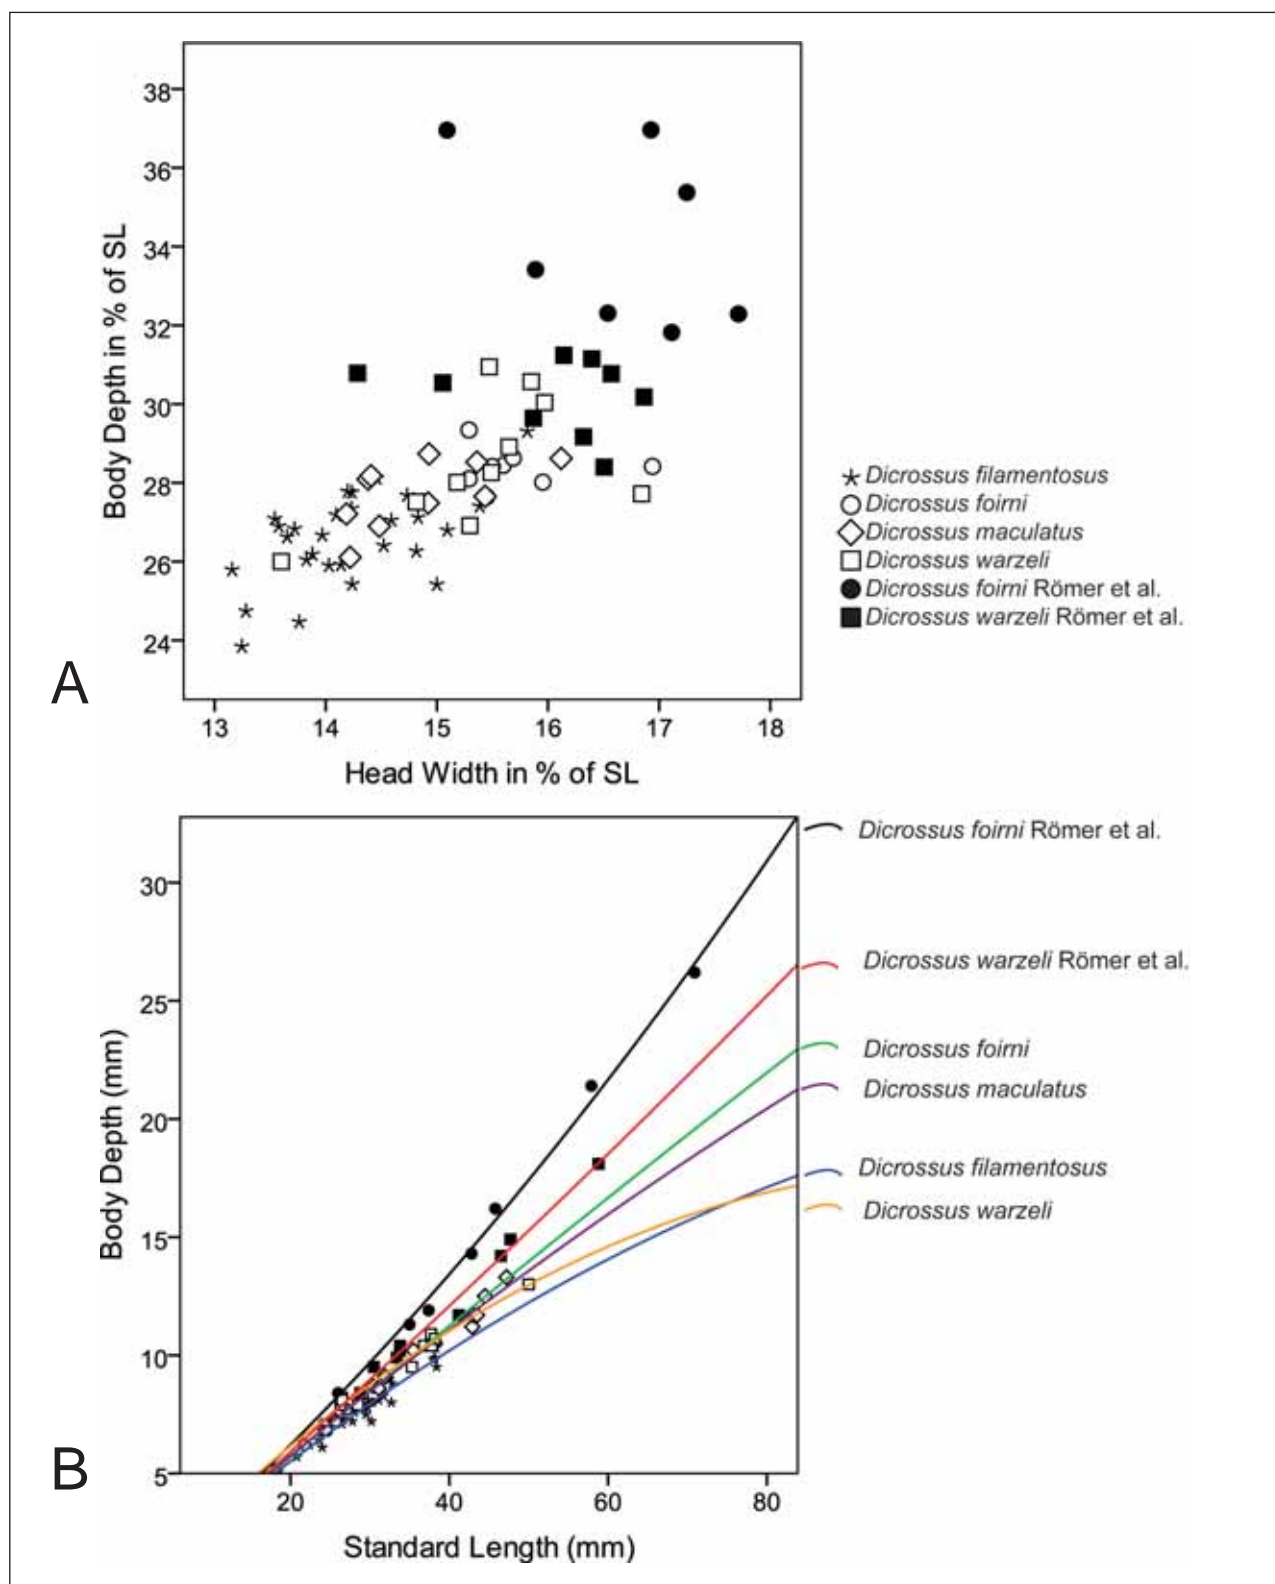 38
36
34
32
30
28
26
24
Body Depth in % of SL
A
13 14 15 16 17 18
Head Width in % of SL
Dicrossus filamentosus
Dicrossus foirni
Dicrossus maculatus
Dicrossus warzeli
Dicrossus foirni Römer et al.
Dicrossus warzeli Römer et al.
30
25
20
15
10
5
Body Depth (mm)
B
20 40 60 80
Standard Length (mm)
Dicrossus foirni Römer et al.
Dicrossus warzeli Römer et al.
Dicrossus foirni
Dicrossus maculatus
Dicrossus filamentosus
Dicrossus warzeli